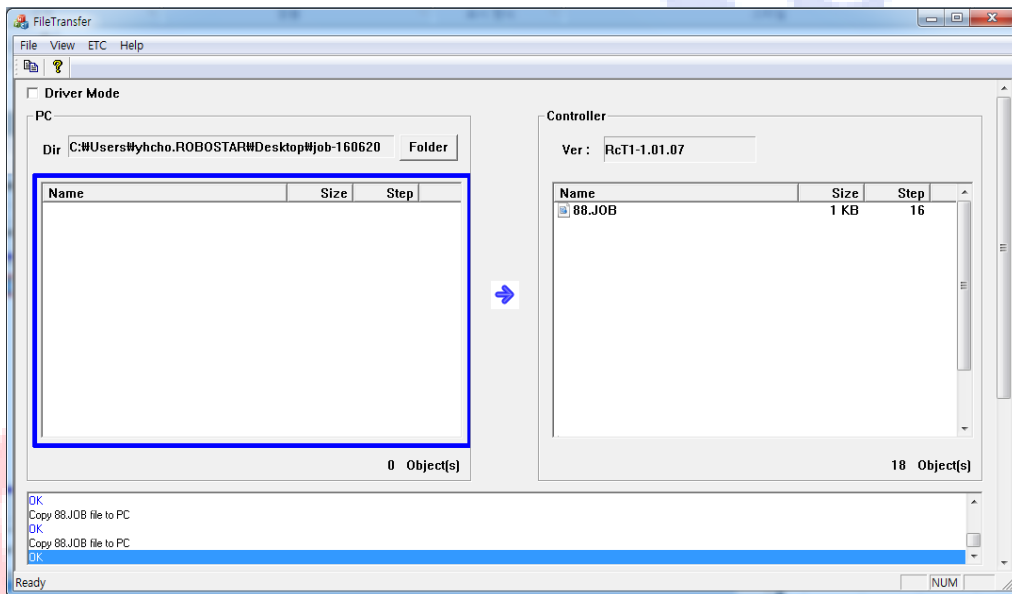 FileTransfer
File View ETC Help
Driver Mode
PC
Dir C:₩Users₩yhcho.ROBOSTAR₩Desktop₩job-160620 Folder
Name Size Step
0 Object(s)
Controller
Ver : RcT1-1.01.07
Name Size Step
88.JOB 1 KB 16
18 Object(s)
OK
Copy 88.JOB file to PC
OK
Copy 88.JOB file to PC
OK
Ready NUM